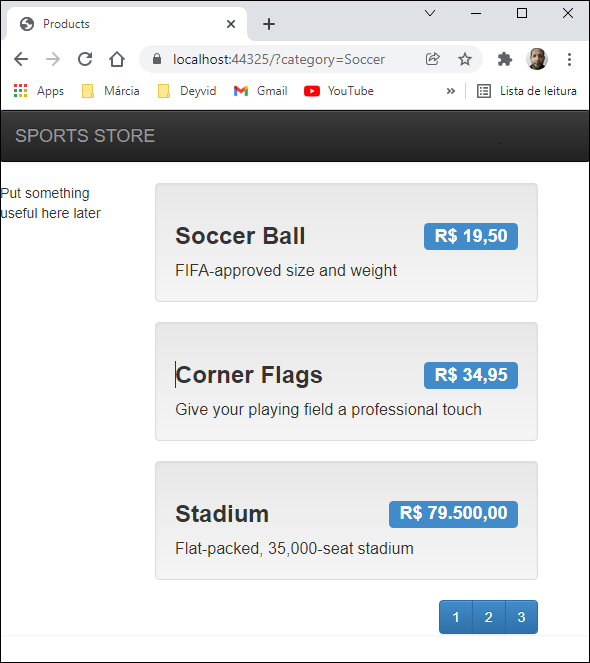 Products
localhost:44325/?category=Soccer
Apps Márcia Deyvid Gmail YouTube » Lista de leitura
SPORTS STORE
Put something
useful here later
Soccer Ball R$ 19,50
FIFA-approved size and weight
Corner Flags R$ 34,95
Give your playing field a professional touch
Stadium R$ 79.500,00
Flat-packed, 35,000-seat stadium
1 2 3